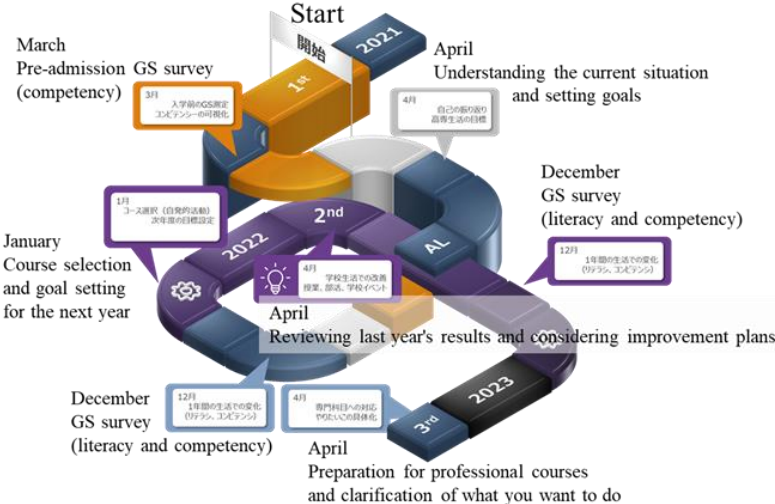 Start
開始
2021
1st
March
Pre-admission GS survey
(competency)
3月
入学前のGS測定
コンピテンシーの可視化
April
Understanding the current situation
and setting goals
4月
自己の振り返り
高専生活の目標
December
GS survey
(literacy and competency)
12月
1年間の生活での変化
(リテラシ、コンピテンシ)
AL
2nd
2022
1月
コース選択(自発的活動)
次年度の目標設定
January
Course selection
and goal setting
for the next year
4月
学校生活での改善
授業、部活、学校イベント
April
Reviewing last year's results and considering improvement plans
December
GS survey
(literacy and competency)
12月
1年間の生活での変化
(リテラシ、コンピテンシ)
4月
専門科目への対応
やりたいこの具体化
2023
3rd
April
Preparation for professional courses
and clarification of what you want to do